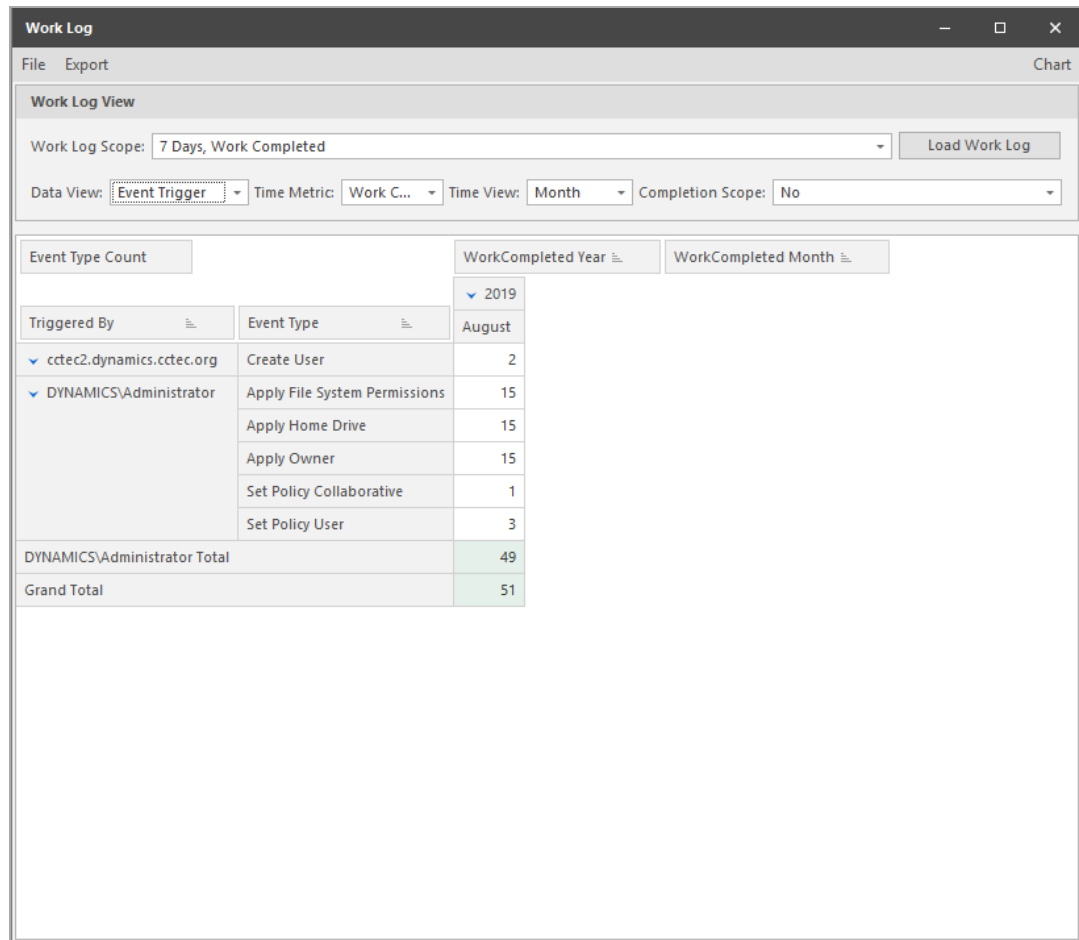 Work Log
File Export Chart
Work Log View
Work Log Scope: 7 Days, Work Completed Load Work Log
Data View: Event Trigger Time Metric: Work C... Time View: Month Completion Scope: No
Event Type Count WorkCompleted Year WorkCompleted Month
2019
Triggered By Event Type August
cctec2.dynamics.cctec.org Create User 2
DYNAMICS\Administrator Apply File System Permissions 15
Apply Home Drive 15
Apply Owner 15
Set Policy Collaborative 1
Set Policy User 3
DYNAMICS\Administrator Total 49
Grand Total 51